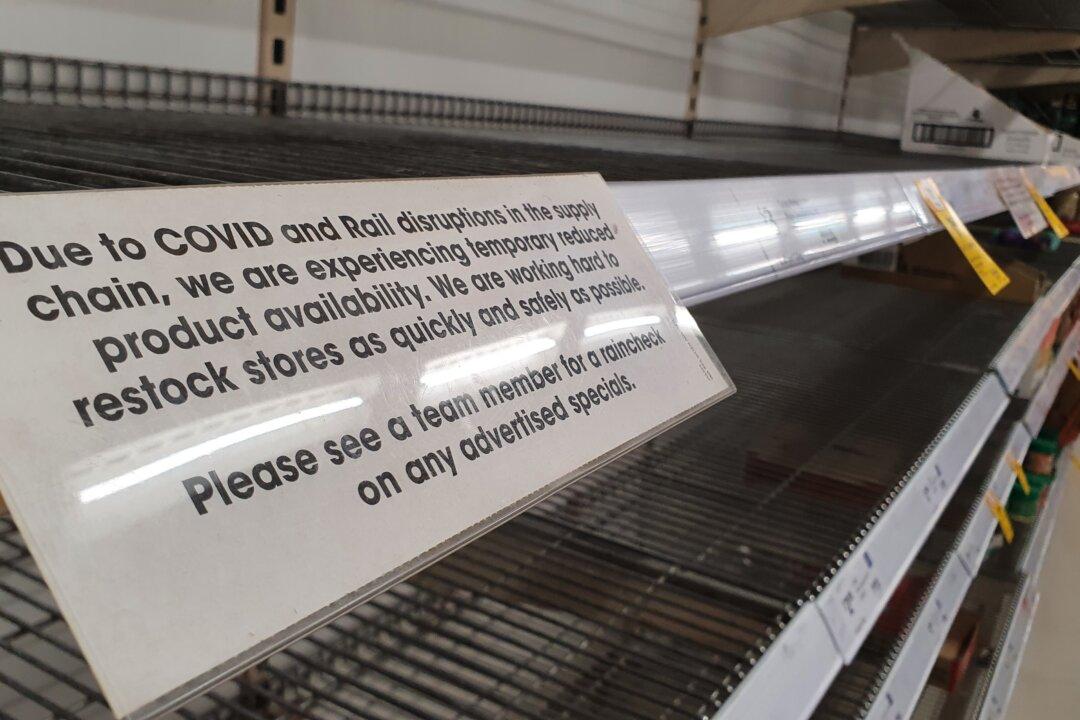 Due to COVID and Rail disruptions in the supply
chain, we are experiencing temporary reduced
product availability. We are working hard to
restock stores as quickly and safely as possible.
Please see a team member for a raincheck
on any advertised specials.